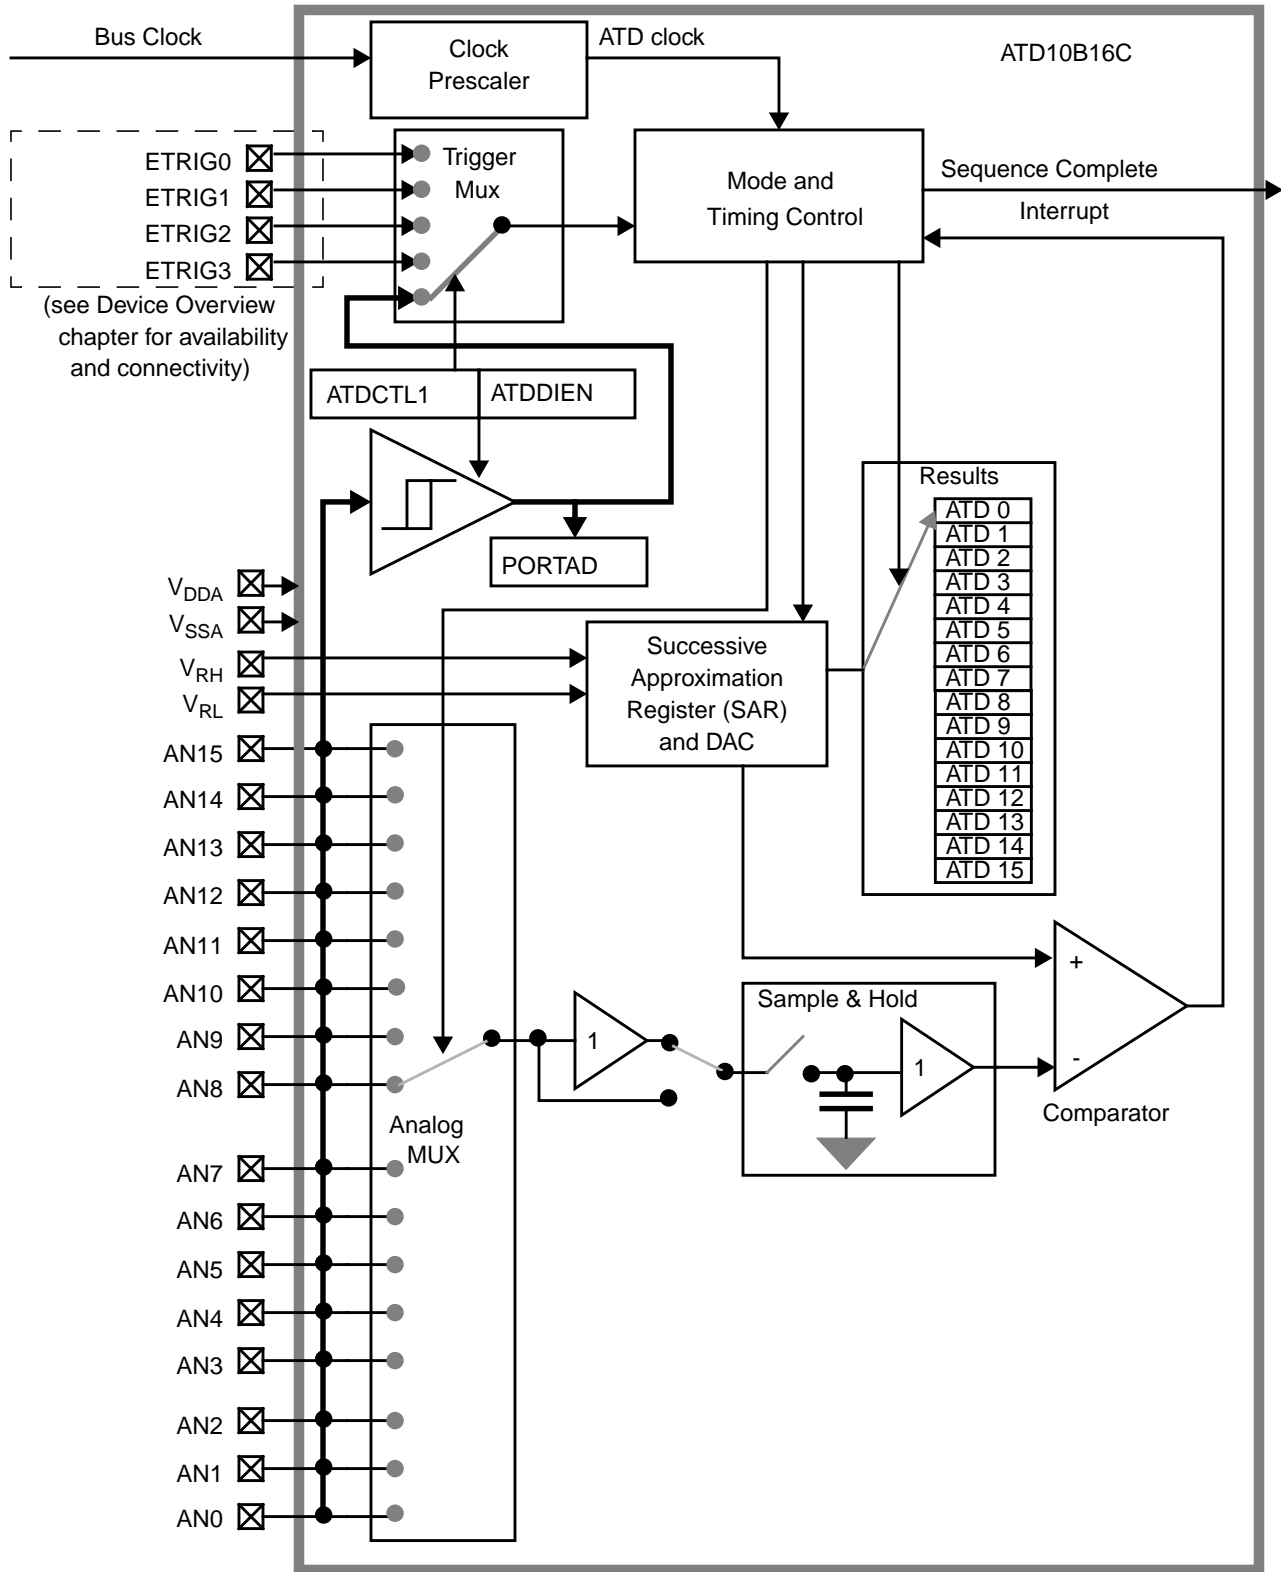 Bus Clock
Clock
Prescaler
ATD clock
ATD10B16C
ETRIG0
ETRIG1
ETRIG2
ETRIG3
(see Device Overview
chapter for availability
and connectivity)
Trigger
Mux
Mode and
Timing Control
Sequence Complete
Interrupt
ATDCTL1
ATDDIEN
PORTAD
Results
ATD 0
ATD 1
ATD 2
ATD 3
ATD 4
ATD 5
ATD 6
ATD 7
ATD 8
ATD 9
ATD 10
ATD 11
ATD 12
ATD 13
ATD 14
ATD 15
VDDA
VSSA
VRH
VRL
Successive
Approximation
Register (SAR)
and DAC
AN15
AN14
AN13
AN12
AN11
AN10
AN9
AN8
AN7
AN6
AN5
AN4
AN3
AN2
AN1
AN0
Analog
MUX
1
Sample & Hold
1
+
-
Comparator